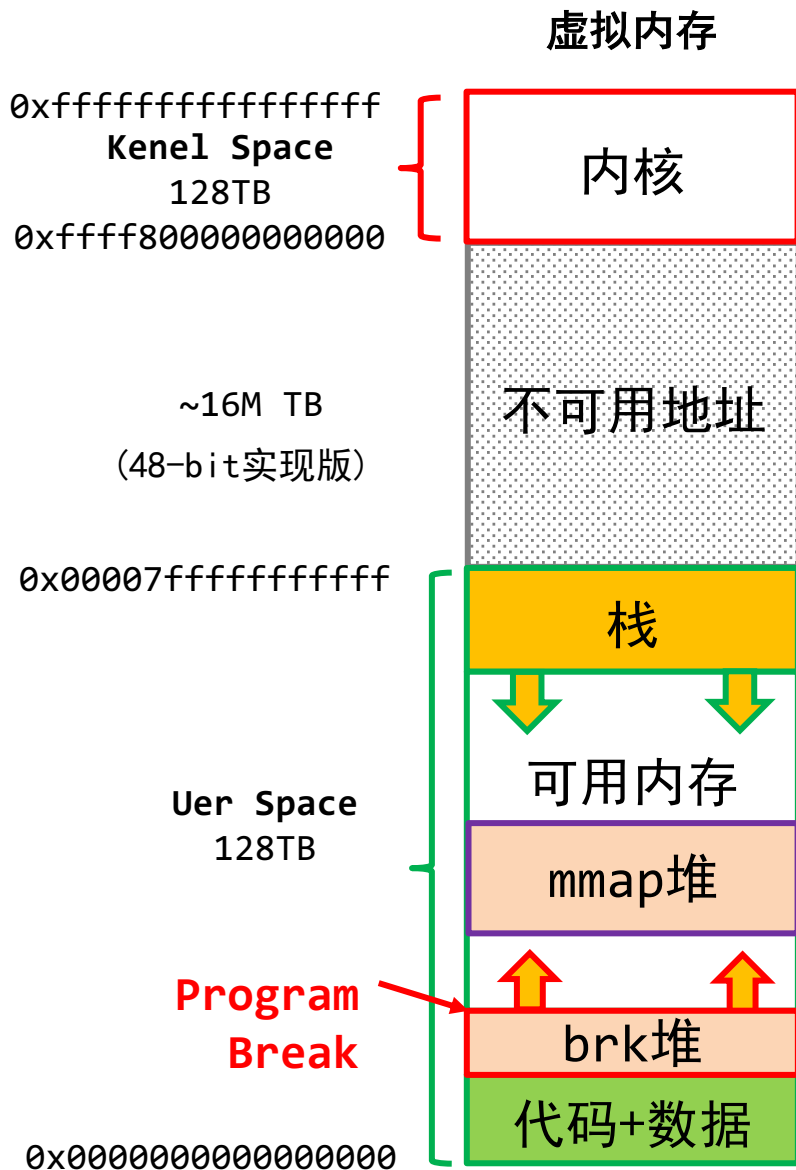 虚拟内存
0xffffffffffffffff
Kenel Space
128TB
0xffff800000000000
内核
~16M TB
（48-bit实现版）
不可用地址
0x00007fffffffffff
栈
可用内存
Uer Space
128TB
mmap堆
Program
Break
brk堆
代码+数据
0x0000000000000000